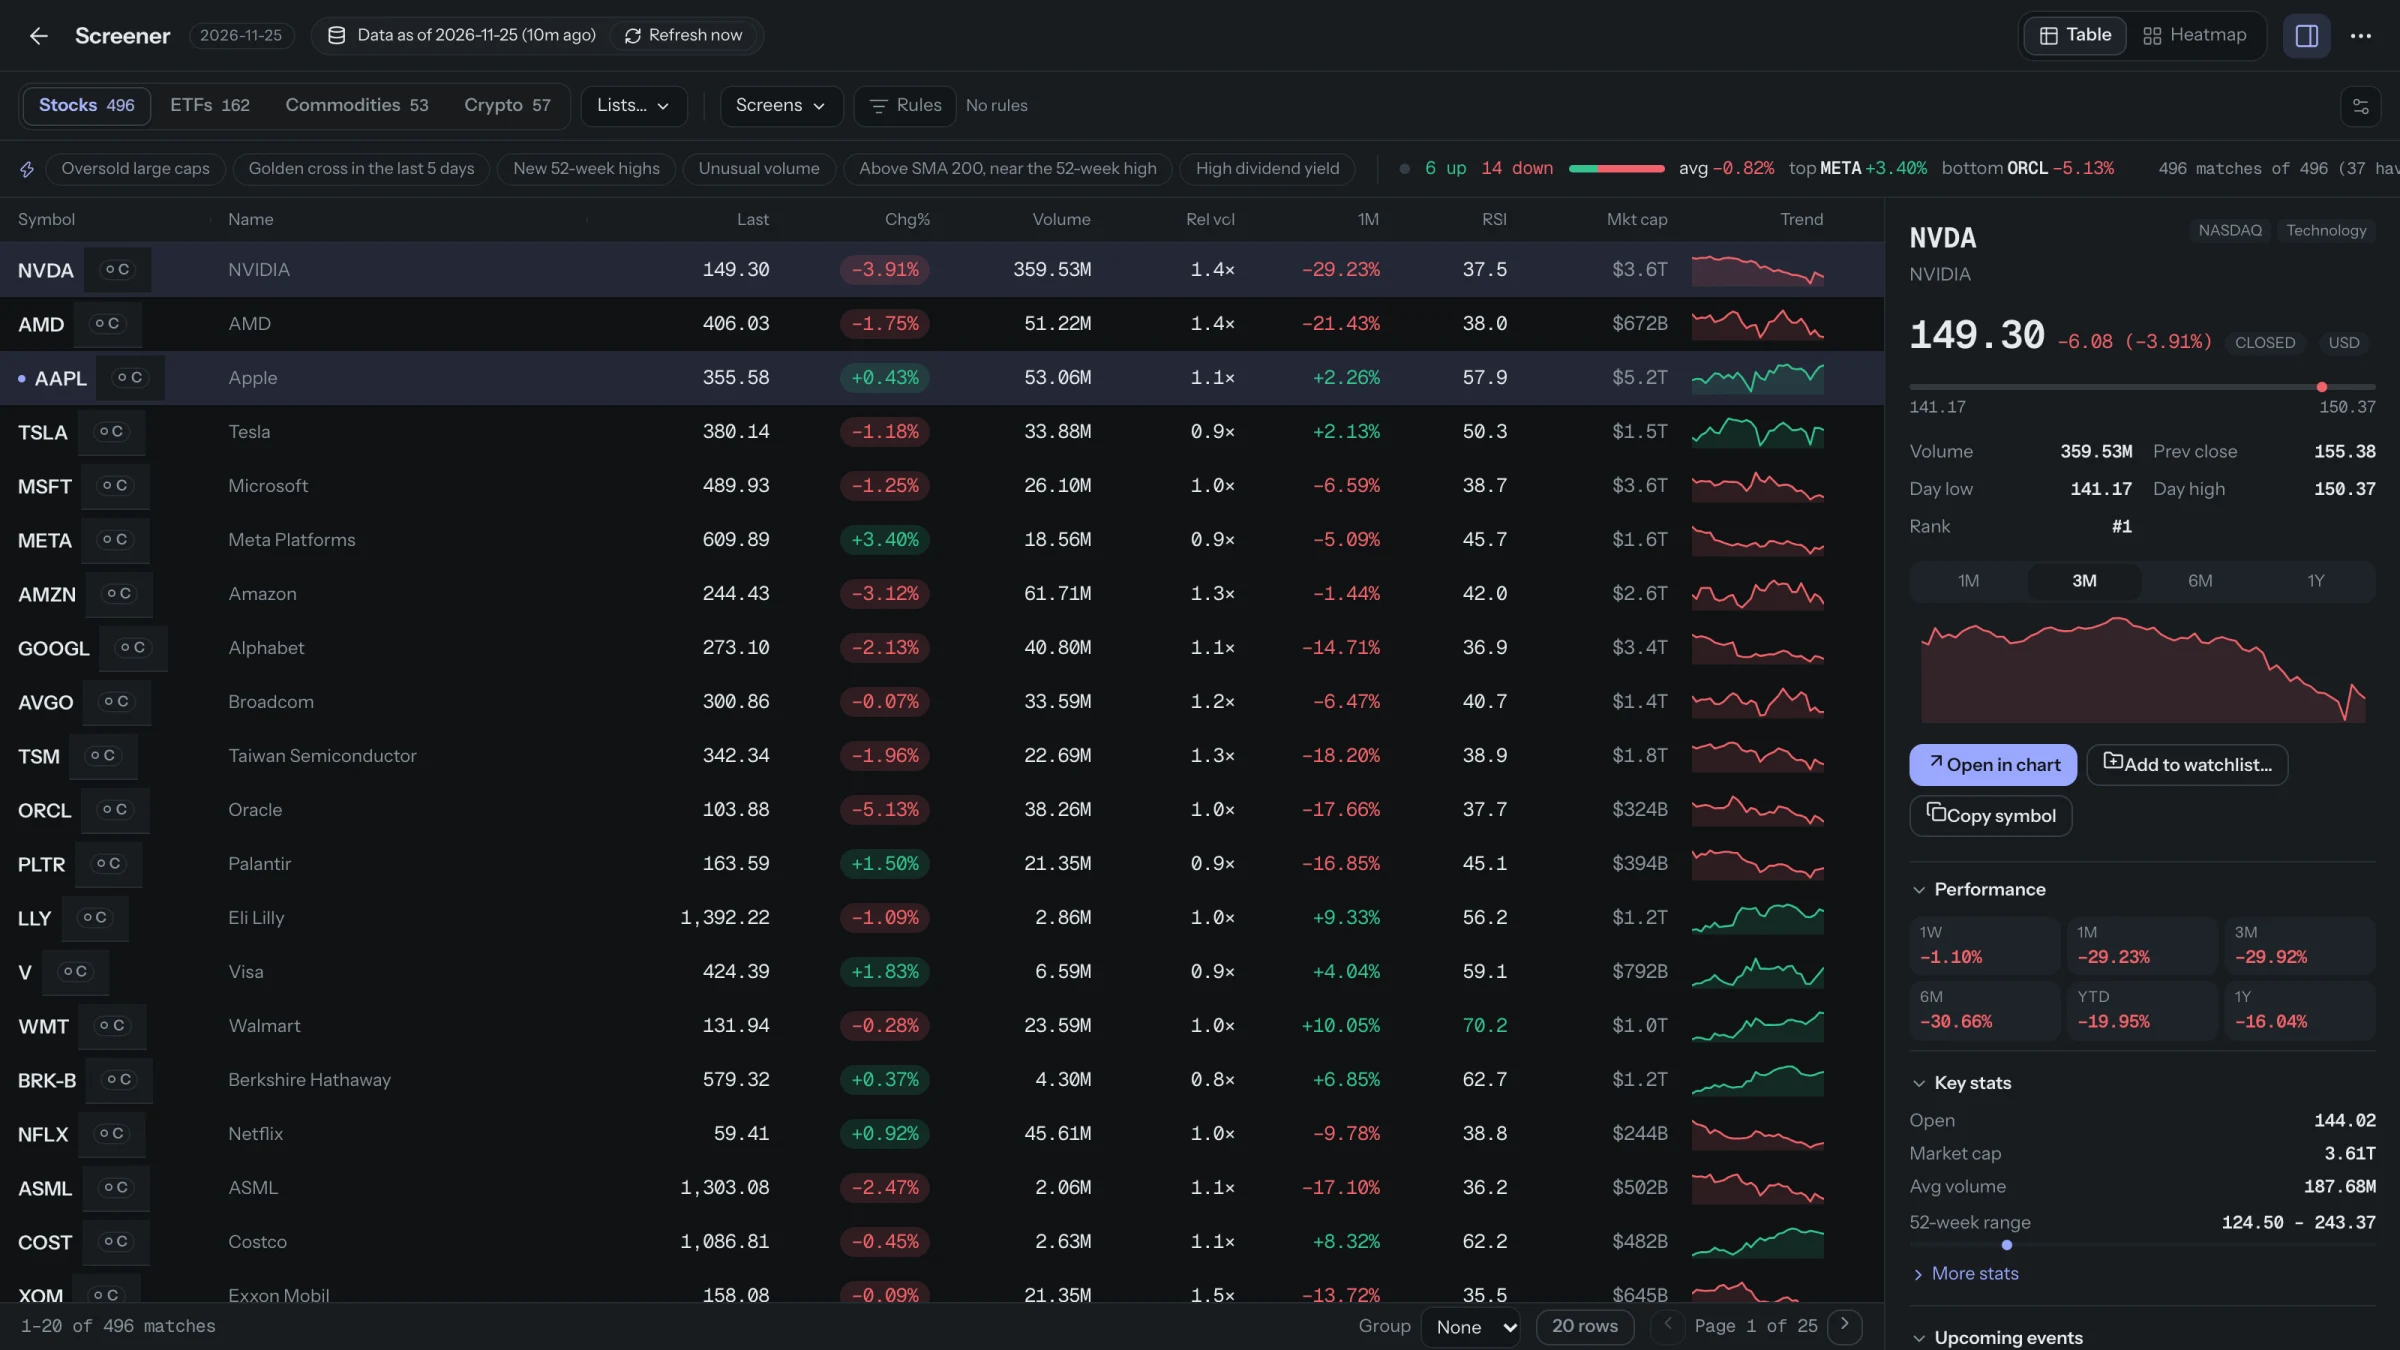 Screener 2026-11-25 Data as of 2026-11-25 (10m ago) Refresh now Table Heatmap
Stocks 496 ETFs 162 Commodities 53 Crypto 57 Lists... Screens Rules No rules
Oversold large caps Golden cross in the last 5 days New 52-week highs Unusual volume Above SMA 200, near the 52-week high High dividend yield 6 up 14 down avg −0.82% top META +3.40% bottom ORCL −5.13% 496 matches of 496 (37 hav
Symbol Name Last Chg% Volume Rel vol 1M RSI Mkt cap Trend
NVDA C NVIDIA 149.30 −3.91% 359.53M 1.4× −29.23% 37.5 $3.6T
AMD C AMD 406.03 −1.75% 51.22M 1.4× −21.43% 38.0 $672B
AAPL C Apple 355.58 +0.43% 53.06M 1.1× +2.26% 57.9 $5.2T
TSLA C Tesla 380.14 −1.18% 33.88M 0.9× +2.13% 50.3 $1.5T
MSFT C Microsoft 489.93 −1.25% 26.10M 1.0× −6.59% 38.7 $3.6T
META C Meta Platforms 609.89 +3.40% 18.56M 0.9× −5.09% 45.7 $1.6T
AMZN C Amazon 244.43 −3.12% 61.71M 1.3× −1.44% 42.0 $2.6T
GOOGL C Alphabet 273.10 −2.13% 40.80M 1.1× −14.71% 36.9 $3.4T
AVGO C Broadcom 300.86 −0.07% 33.59M 1.2× −6.47% 40.7 $1.4T
TSM C Taiwan Semiconductor 342.34 −1.96% 22.69M 1.3× −18.20% 38.9 $1.8T
ORCL C Oracle 103.88 −5.13% 38.26M 1.0× −17.66% 37.7 $324B
PLTR C Palantir 163.59 +1.50% 21.35M 0.9× −16.85% 45.1 $394B
LLY C Eli Lilly 1,392.22 −1.09% 2.86M 1.0× +9.33% 56.2 $1.2T
V C Visa 424.39 +1.83% 6.59M 0.9× +4.04% 59.1 $792B
WMT C Walmart 131.94 −0.28% 23.59M 1.0× +10.05% 70.2 $1.0T
BRK-B C Berkshire Hathaway 579.32 +0.37% 4.30M 0.8× +6.85% 62.7 $1.2T
NFLX C Netflix 59.41 +0.92% 45.61M 1.0× −9.78% 38.8 $244B
ASML C ASML 1,303.08 −2.47% 2.06M 1.1× −17.10% 36.2 $502B
COST C Costco 1,086.81 −0.45% 2.63M 1.1× +8.32% 62.2 $482B
XOM C Exxon Mobil 158.08 −0.09% 21.35M 1.5× −13.72% 35.5 $645B
1–20 of 496 matches Group None 20 rows Page 1 of 25
NVDA NASDAQ Technology
NVIDIA
149.30 −6.08 (−3.91%) CLOSED USD
141.17 150.37
Volume 359.53M Prev close 155.38
Day low 141.17 Day high 150.37
Rank #1
1M 3M 6M 1Y
Open in chart Add to watchlist...
Copy symbol
Performance
1W 1M 3M
−1.10% −29.23% −29.92%
6M YTD 1Y
−30.66% −19.95% −16.04%
Key stats
Open 144.02
Market cap 3.61T
Avg volume 187.68M
52-week range 124.50 – 243.37
More stats
Upcoming events